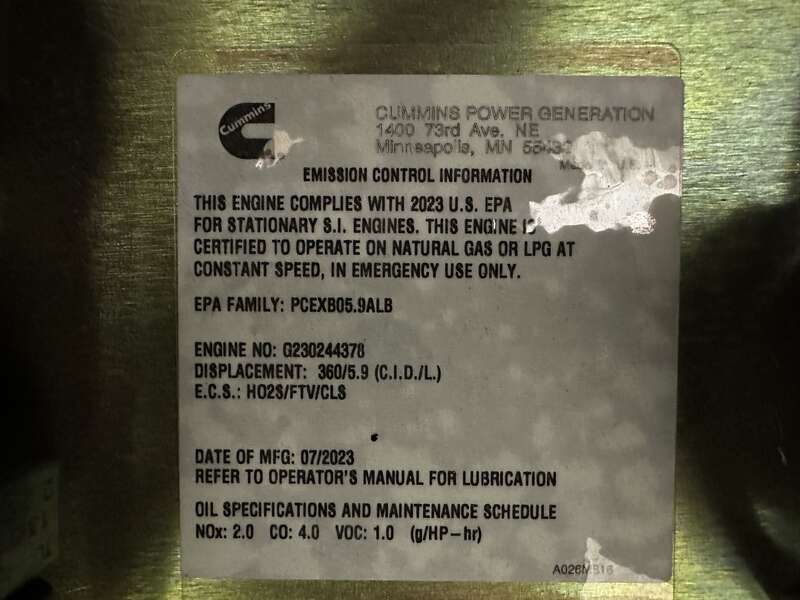 Cummins
CUMMINS POWER GENERATION
1400 73rd Ave. NE
Minneapolis, MN
EMISSION CONTROL INFORMATION
THIS ENGINE COMPLIES WITH 2023 U.S. EPA
FOR STATIONARY S.I. ENGINES. THIS ENGINE IS
CERTIFIED TO OPERATE ON NATURAL GAS OR LPG AT
CONSTANT SPEED, IN EMERGENCY USE ONLY.
EPA FAMILY: PCEXB05.9ALB
ENGINE NO: G230244378
DISPLACEMENT: 360/5.9 (C.I.D./L.)
E.C.S.: HO2S/FTV/CLS
DATE OF MFG: 07/2023
REFER TO OPERATOR'S MANUAL FOR LUBRICATION
OIL SPECIFICATIONS AND MAINTENANCE SCHEDULE
NOx: 2.0 CO: 4.0 VOC: 1.0 (g/HP-hr)